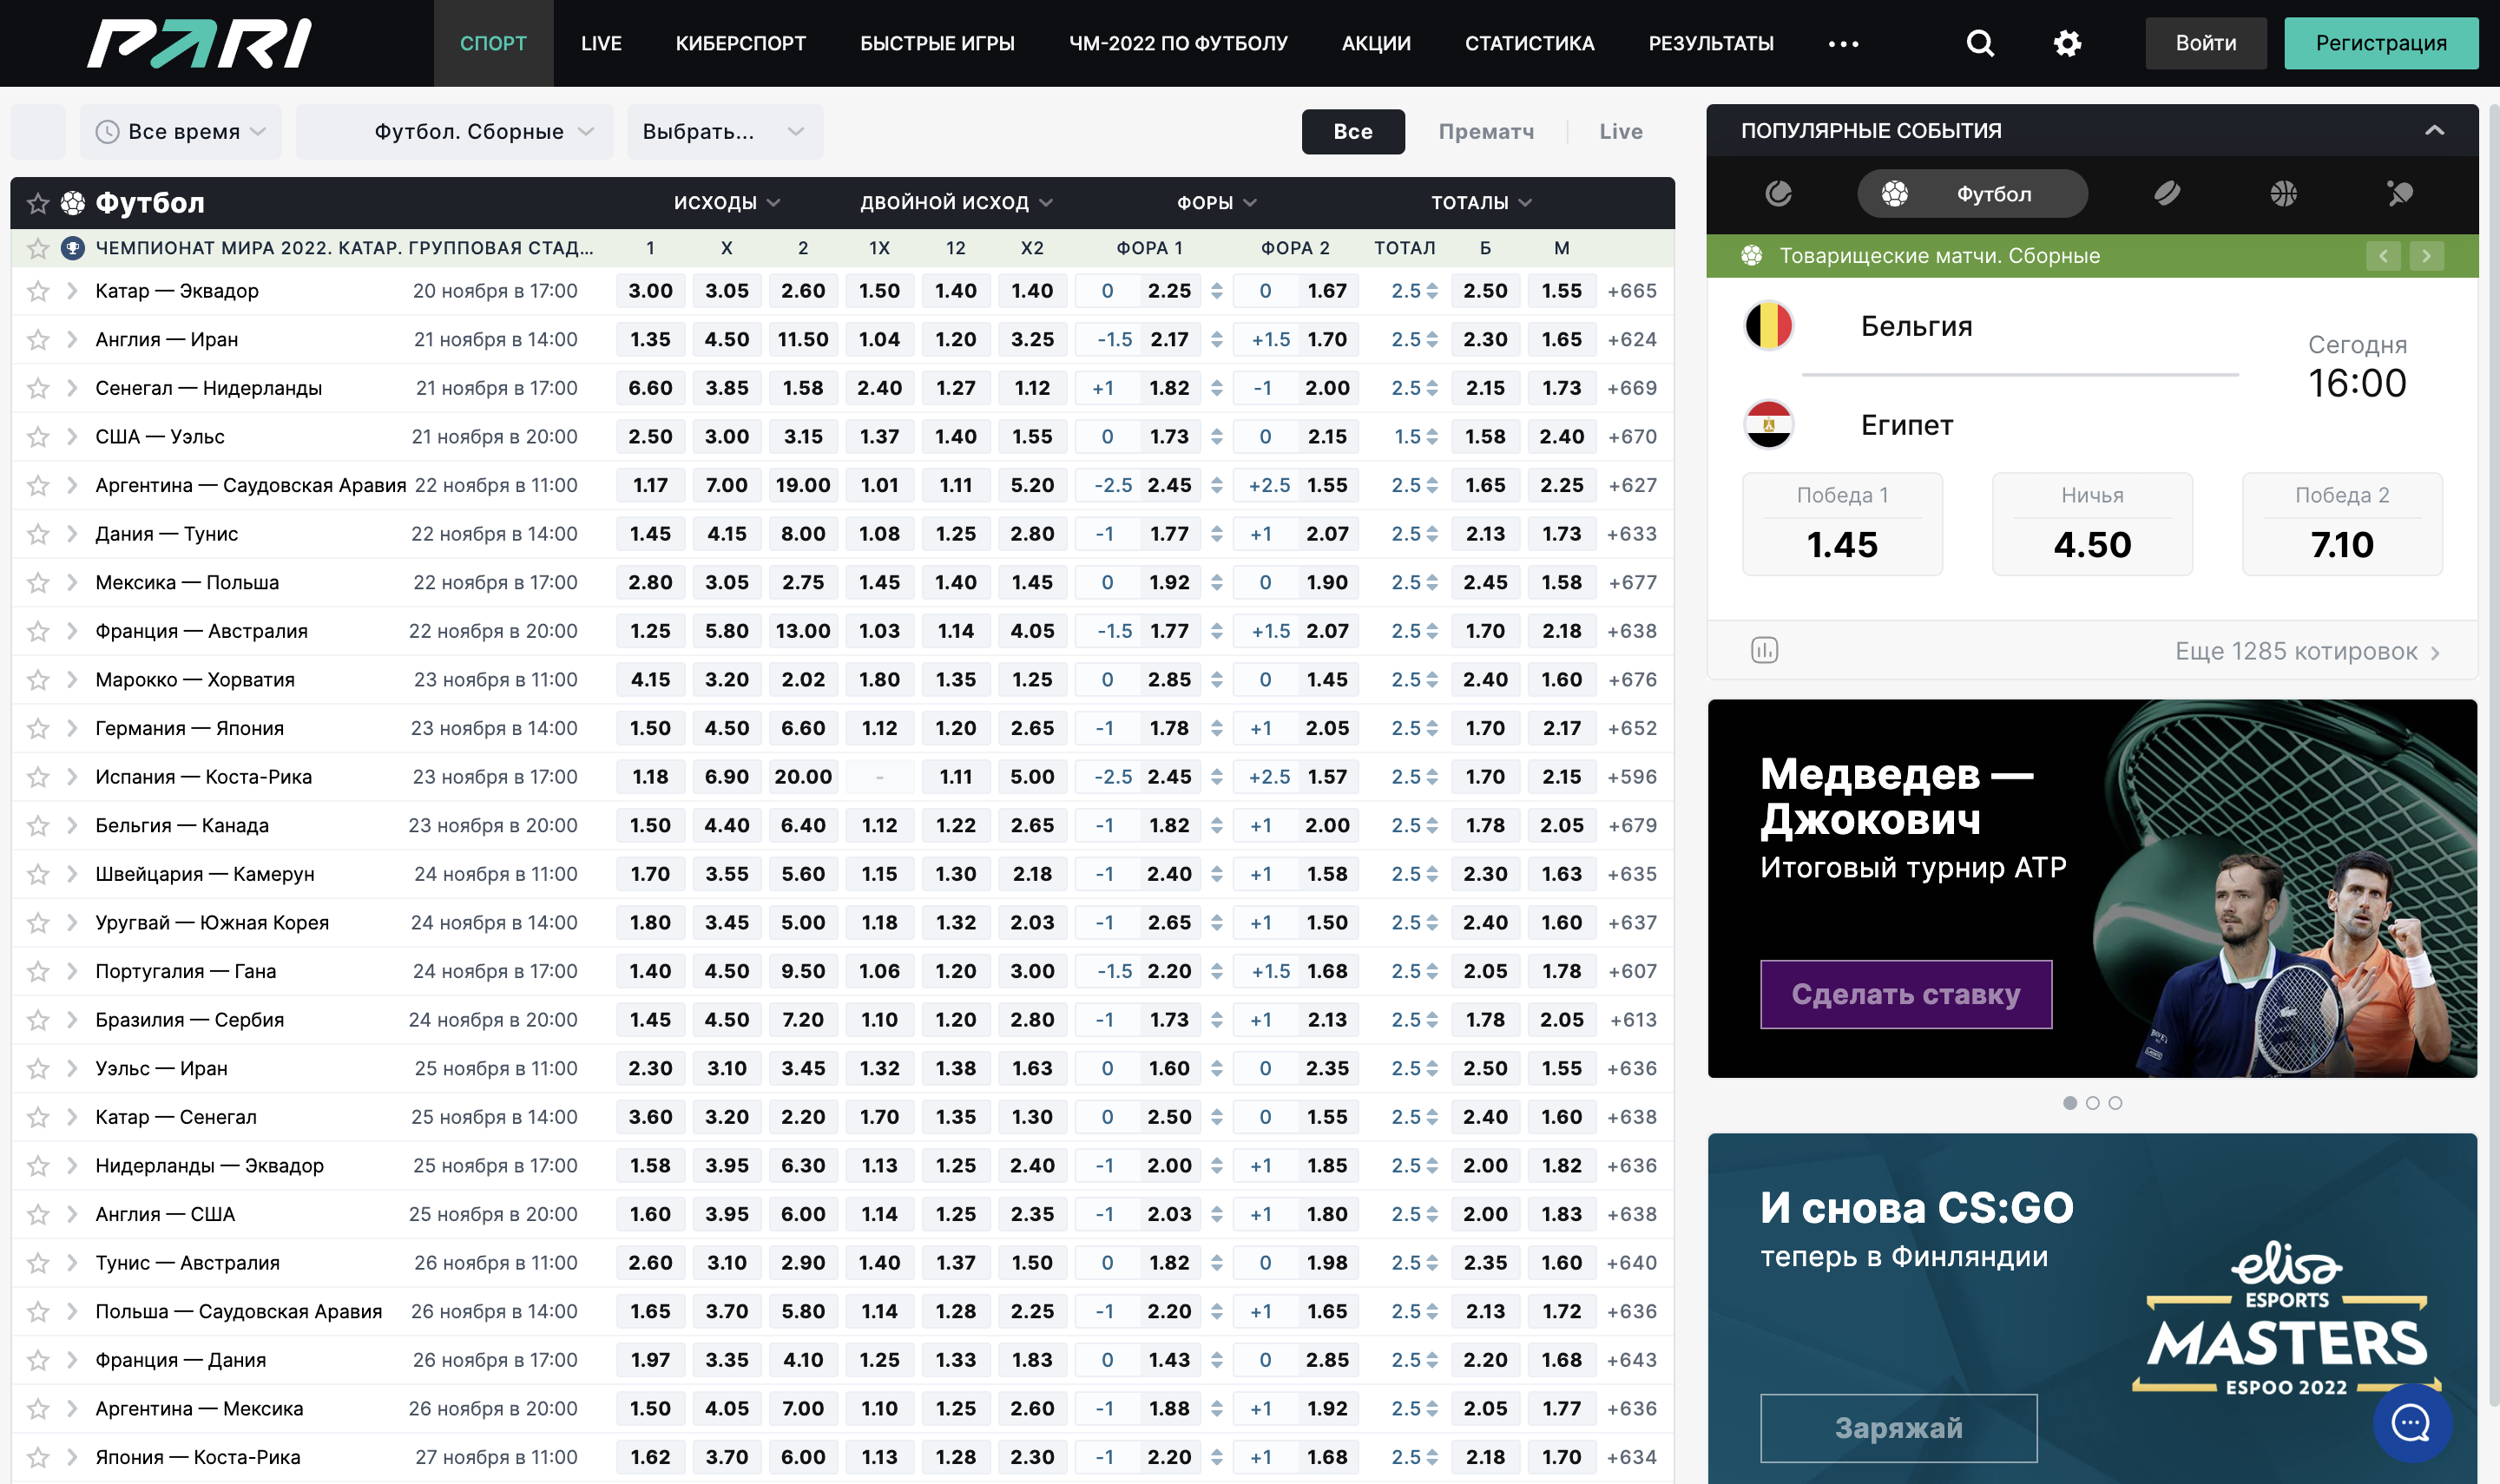 PARI СПОРТ LIVE КИБЕРСПОРТ БЫСТРЫЕ ИГРЫ ЧМ-2022 ПО ФУТБОЛУ АКЦИИ СТАТИСТИКА РЕЗУЛЬТАТЫ ••• Войти Регистрация
Все время Футбол. Сборные Выбрать... Все Прематч Live
Футбол ИСХОДЫ ДВОЙНОЙ ИСХОД ФОРЫ ТОТАЛЫ
ЧЕМПИОНАТ МИРА 2022. КАТАР. ГРУППОВАЯ СТАД... 1 X 2 1X 12 X2 ФОРА 1 ФОРА 2 ТОТАЛ Б М
Катар — Эквадор 20 ноября в 17:00 3.00 3.05 2.60 1.50 1.40 1.40 0 2.25 0 1.67 2.5 2.50 1.55 +665
Англия — Иран 21 ноября в 14:00 1.35 4.50 11.50 1.04 1.20 3.25 -1.5 2.17 +1.5 1.70 2.5 2.30 1.65 +624
Сенегал — Нидерланды 21 ноября в 17:00 6.60 3.85 1.58 2.40 1.27 1.12 +1 1.82 -1 2.00 2.5 2.15 1.73 +669
США — Уэльс 21 ноября в 20:00 2.50 3.00 3.15 1.37 1.40 1.55 0 1.73 0 2.15 1.5 1.58 2.40 +670
Аргентина — Саудовская Аравия 22 ноября в 11:00 1.17 7.00 19.00 1.01 1.11 5.20 -2.5 2.45 +2.5 1.55 2.5 1.65 2.25 +627
Дания — Тунис 22 ноября в 14:00 1.45 4.15 8.00 1.08 1.25 2.80 -1 1.77 +1 2.07 2.5 2.13 1.73 +633
Мексика — Польша 22 ноября в 17:00 2.80 3.05 2.75 1.45 1.40 1.45 0 1.92 0 1.90 2.5 2.45 1.58 +677
Франция — Австралия 22 ноября в 20:00 1.25 5.80 13.00 1.03 1.14 4.05 -1.5 1.77 +1.5 2.07 2.5 1.70 2.18 +638
Марокко — Хорватия 23 ноября в 11:00 4.15 3.20 2.02 1.80 1.35 1.25 0 2.85 0 1.45 2.5 2.40 1.60 +676
Германия — Япония 23 ноября в 14:00 1.50 4.50 6.60 1.12 1.20 2.65 -1 1.78 +1 2.05 2.5 1.70 2.17 +652
Испания — Коста-Рика 23 ноября в 17:00 1.18 6.90 20.00 - 1.11 5.00 -2.5 2.45 +2.5 1.57 2.5 1.70 2.15 +596
Бельгия — Канада 23 ноября в 20:00 1.50 4.40 6.40 1.12 1.22 2.65 -1 1.82 +1 2.00 2.5 1.78 2.05 +679
Швейцария — Камерун 24 ноября в 11:00 1.70 3.55 5.60 1.15 1.30 2.18 -1 2.40 +1 1.58 2.5 2.30 1.63 +635
Уругвай — Южная Корея 24 ноября в 14:00 1.80 3.45 5.00 1.18 1.32 2.03 -1 2.65 +1 1.50 2.5 2.40 1.60 +637
Португалия — Гана 24 ноября в 17:00 1.40 4.50 9.50 1.06 1.20 3.00 -1.5 2.20 +1.5 1.68 2.5 2.05 1.78 +607
Бразилия — Сербия 24 ноября в 20:00 1.45 4.50 7.20 1.10 1.20 2.80 -1 1.73 +1 2.13 2.5 1.78 2.05 +613
Уэльс — Иран 25 ноября в 11:00 2.30 3.10 3.45 1.32 1.38 1.63 0 1.60 0 2.35 2.5 2.50 1.55 +636
Катар — Сенегал 25 ноября в 14:00 3.60 3.20 2.20 1.70 1.35 1.30 0 2.50 0 1.55 2.5 2.40 1.60 +638
Нидерланды — Эквадор 25 ноября в 17:00 1.58 3.95 6.30 1.13 1.25 2.40 -1 2.00 +1 1.85 2.5 2.00 1.82 +636
Англия — США 25 ноября в 20:00 1.60 3.95 6.00 1.14 1.25 2.35 -1 2.03 +1 1.80 2.5 2.00 1.83 +638
Тунис — Австралия 26 ноября в 11:00 2.60 3.10 2.90 1.40 1.37 1.50 0 1.82 0 1.98 2.5 2.35 1.60 +640
Польша — Саудовская Аравия 26 ноября в 14:00 1.65 3.70 5.80 1.14 1.28 2.25 -1 2.20 +1 1.65 2.5 2.13 1.72 +636
Франция — Дания 26 ноября в 17:00 1.97 3.35 4.10 1.25 1.33 1.83 0 1.43 0 2.85 2.5 2.20 1.68 +643
Аргентина — Мексика 26 ноября в 20:00 1.50 4.05 7.00 1.10 1.25 2.60 -1 1.88 +1 1.92 2.5 2.05 1.77 +636
Япония — Коста-Рика 27 ноября в 11:00 1.62 3.70 6.00 1.13 1.28 2.30 -1 2.20 +1 1.68 2.5 2.18 1.70 +634
ПОПУЛЯРНЫЕ СОБЫТИЯ
Футбол
Товарищеские матчи. Сборные
Бельгия
Сегодня
16:00
Египет
Победа 1 Ничья Победа 2
1.45 4.50 7.10
Еще 1285 котировок
Медведев —
Джокович
Итоговый турнир ATP
Сделать ставку
И снова CS:GO
теперь в Финляндии
elisa
ESPORTS
MASTERS
ESPOO 2022
Заряжай